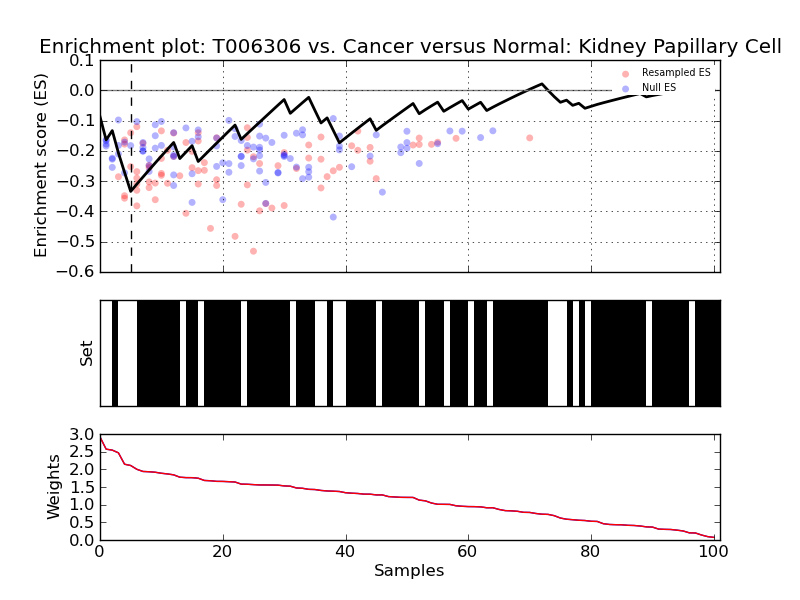 Enrichment plot: T006306 vs. Cancer versus Normal: Kidney Papillary Cell
0.1
0.0
−0.1
−0.2
−0.3
−0.4
−0.5
−0.6
Enrichment score (ES)
Resampled ES
Null ES
Set
3.0
2.5
2.0
1.5
1.0
0.5
0.0
Weights
0 20 40 60 80 100
Samples